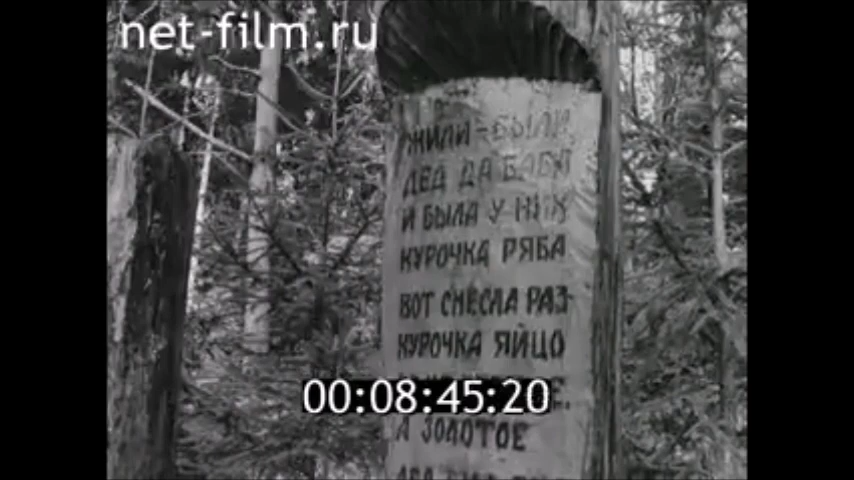 net-film.ru
ЖИЛИ-БЫЛИ
ДЕД ДА БАБА
И БЫЛА У НИХ
КУРОЧКА РЯБА
ВОТ СНЕСЛА РАЗ
КУРОЧКА ЯЙЦО
00:08:45:20
А ЗОЛОТОЕ